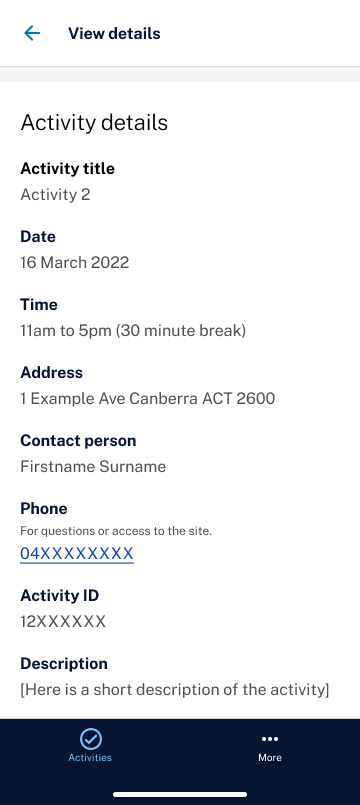 View details
Activity details
Activity title
Activity 2
Date
16 March 2022
Time
11am to 5pm (30 minute break)
Address
1 Example Ave Canberra ACT 2600
Contact person
Firstname Surname
Phone
For questions or access to the site.
04XXXXXXXX
Activity ID
12XXXXXX
Description
[Here is a short description of the activity]
Activities
More